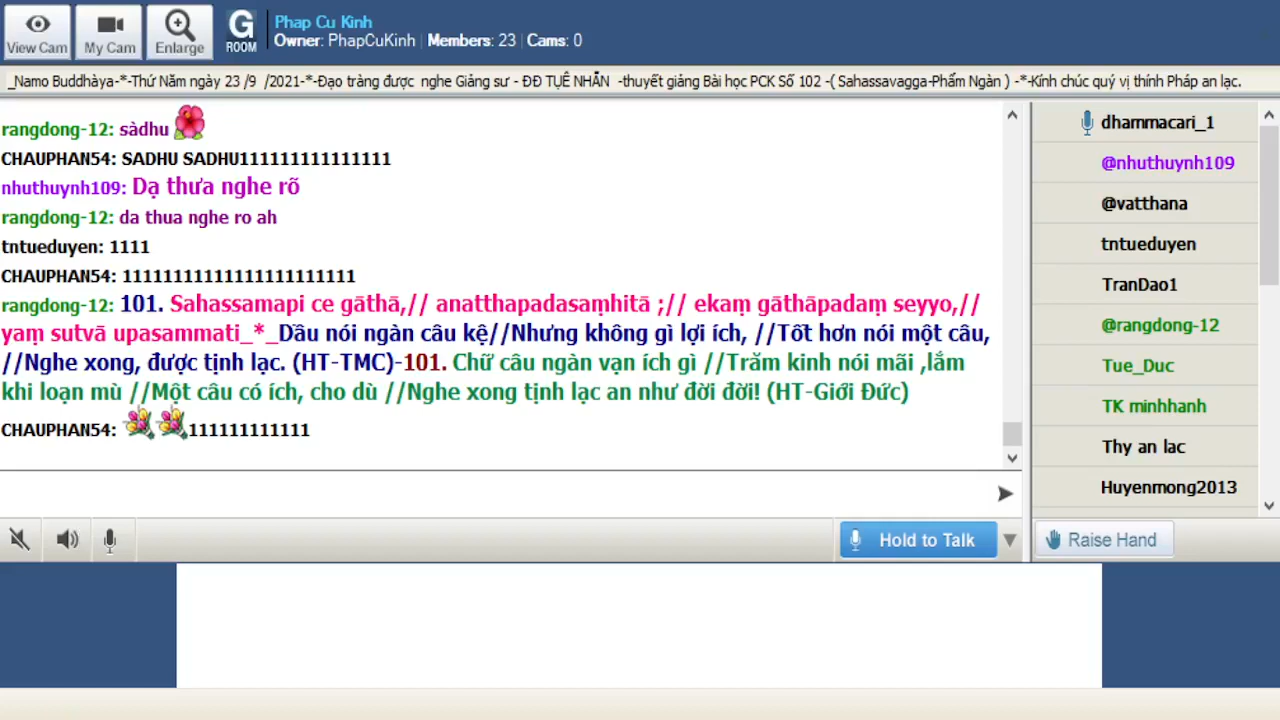 View Cam
My Cam
Enlarge
G
ROOM
Phap Cu Kinh
Owner: PhapCuKinh Members: 23 Cams: 0
_Namo Buddhàya-*-Thứ Năm ngày 23 /9 /2021-*-Đạo tràng được nghe Giảng sư - ĐĐ TUỆ NHẪN -thuyết giảng Bài học PCK Số 102 -( Sahassavagga-Phẩm Ngàn ) -*-Kính chúc quý vị thính Pháp an lạc.
rangdong-12: sàdhu
CHAUPHAN54: SADHU SADHU111111111111111
nhuthuynh109: Dạ thưa nghe rõ
rangdong-12: da thua nghe ro ah
tntueduyen: 1111
CHAUPHAN54: 11111111111111111111111
rangdong-12: 101. Sahassamapi ce gāthā,// anatthapadasaṃhitā ;// ekaṃ gāthāpadaṃ seyyo,//
yaṃ sutvā upasammati_*_Dầu nói ngàn câu kệ//Nhưng không gì lợi ích, //Tốt hơn nói một câu,
//Nghe xong, được tịnh lạc. (HT-TMC)-101. Chữ câu ngàn vạn ích gì //Trăm kinh nói mãi ,lắm
khi loạn mù //Một câu có ích, cho dù //Nghe xong tịnh lạc an như đời đời! (HT-Giới Đức)
CHAUPHAN54: 111111111111
Hold to Talk
dhammacari_1
@nhuthuynh109
@vatthana
tntueduyen
TranDao1
@rangdong-12
Tue_Duc
TK minhhanh
Thy an lac
Huyenmong2013
Raise Hand